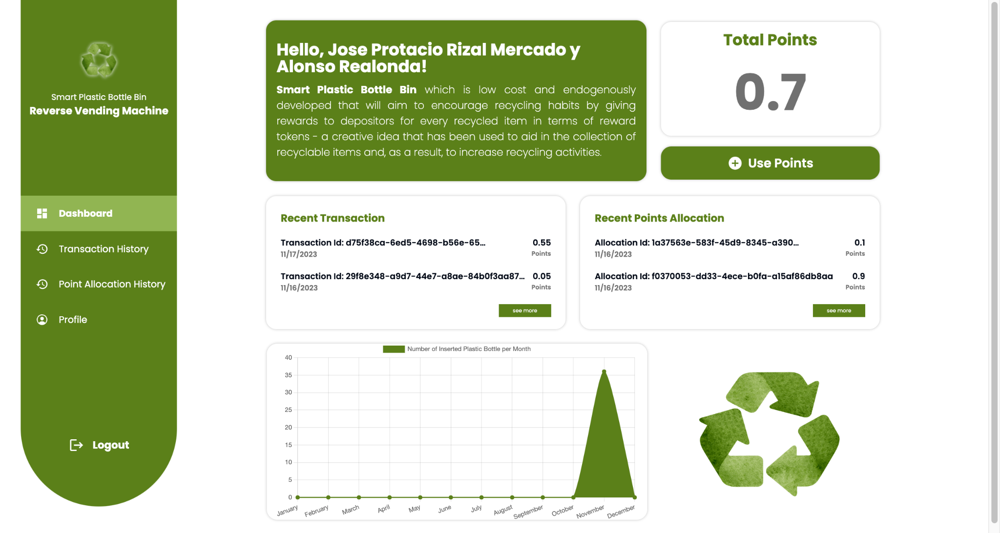 Smart Plastic Bottle Bin
Reverse Vending Machine
Dashboard
Transaction History
Point Allocation History
Profile
Logout
Hello, Jose Protacio Rizal Mercado y
Alonso Realonda!
Smart Plastic Bottle Bin which is low cost and endogenously
developed that will aim to encourage recycling habits by giving
rewards to depositors for every recycled item in terms of reward
tokens - a creative idea that has been used to aid in the collection of
recyclable items and, as a result, to increase recycling activities.
Total Points
0.7
Use Points
Recent Transaction
Transaction Id: d75f38ca-6ed5-4698-b56e-65... 0.55
11/17/2023 Points
Transaction Id: 29f8e348-a9d7-44e7-a8ae-84b0f3aa87... 0.05
11/16/2023 Points
see more
Recent Points Allocation
Allocation Id: 1a37563e-583f-45d9-8345-a390... 0.1
11/16/2023 Points
Allocation Id: f0370053-dd33-4ece-b0fa-a15af86db8aa 0.9
11/16/2023 Points
see more
Number of Inserted Plastic Bottle per Month
40
35
30
25
20
15
10
5
0
January February March April May June July August September October November December